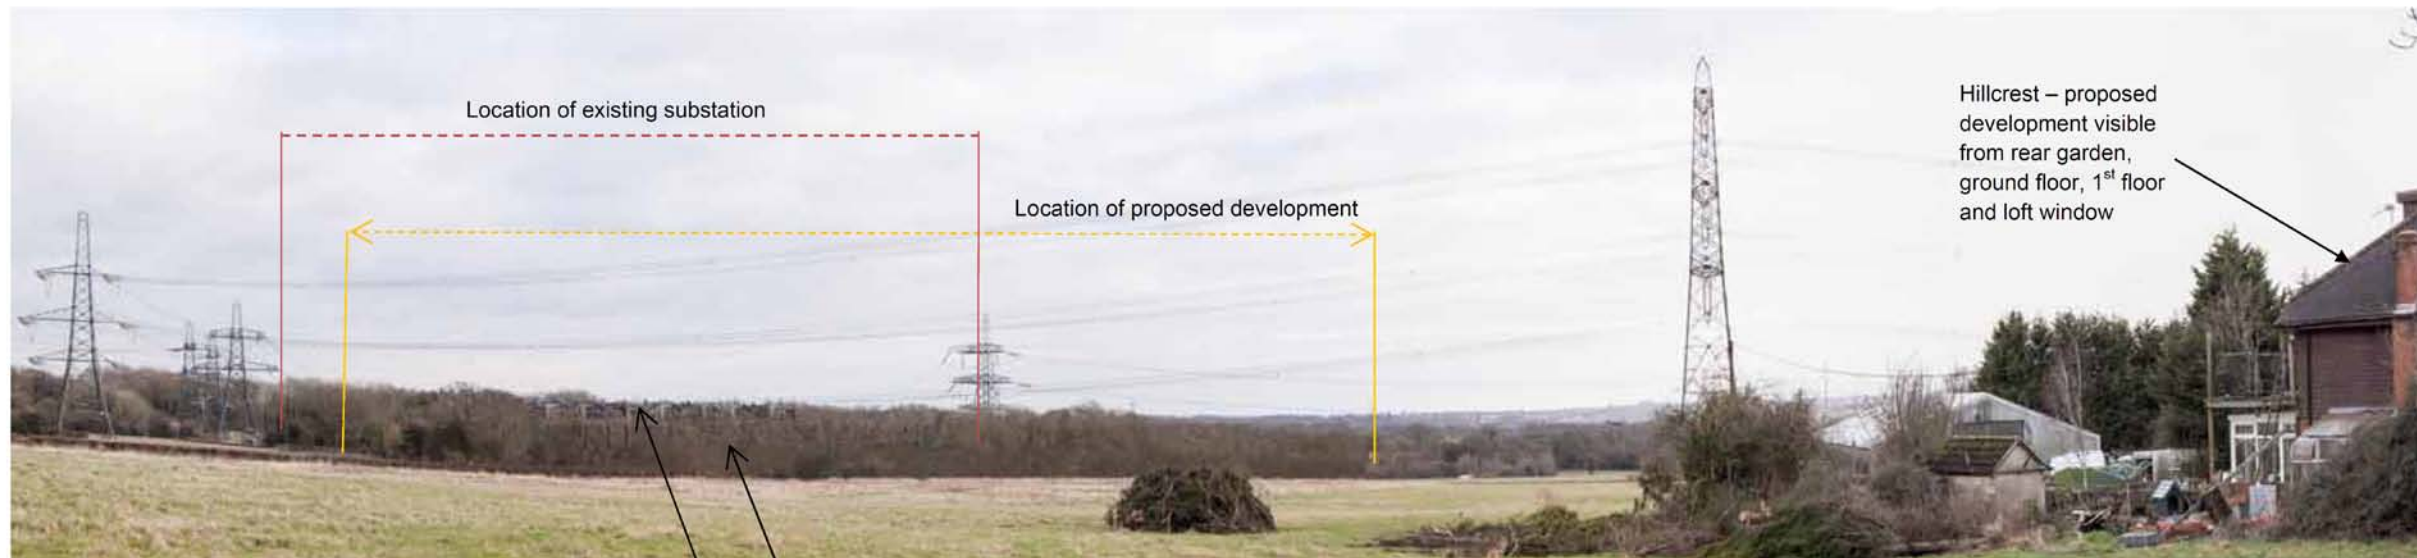 Location of existing substation
Location of proposed development
Hillcrest – proposed
development visible
from rear garden,
ground floor, 1st floor
and loft window